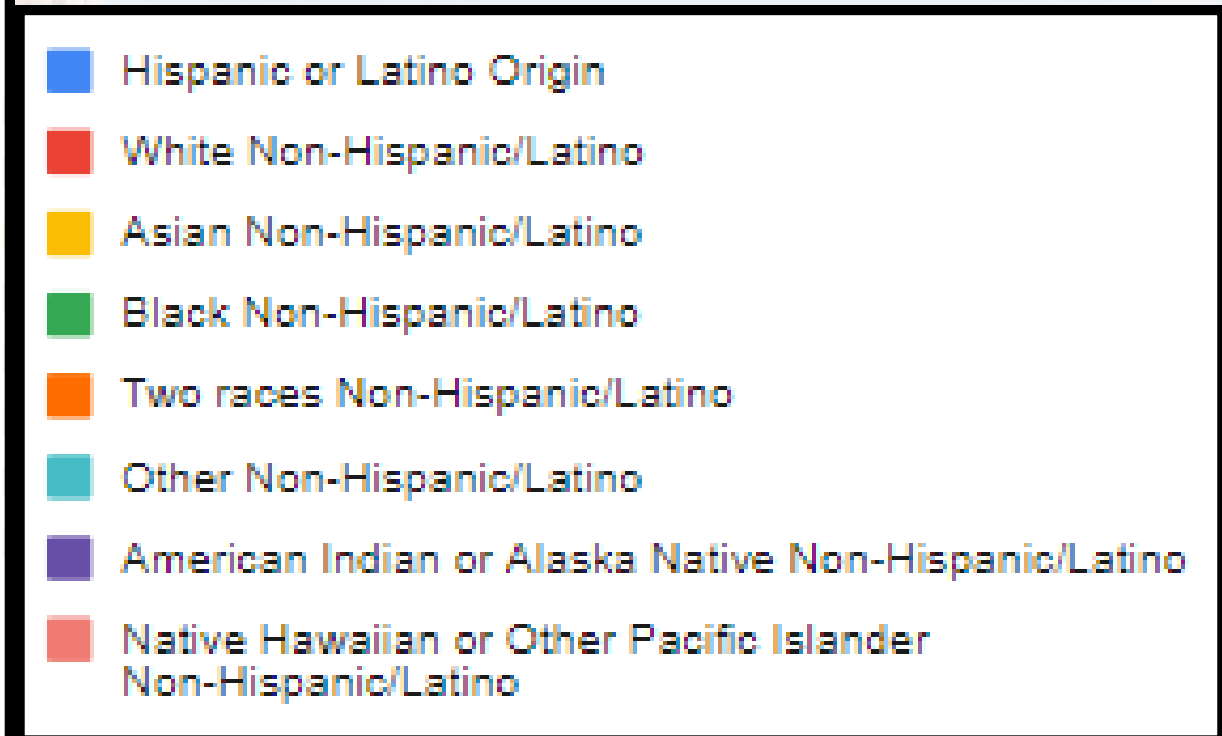 Hispanic or Latino Origin
White Non-Hispanic/Latino
Asian Non-Hispanic/Latino
Black Non-Hispanic/Latino
Two races Non-Hispanic/Latino
Other Non-Hispanic/Latino
American Indian or Alaska Native Non-Hispanic/Latino
Native Hawaiian or Other Pacific Islander
Non-Hispanic/Latino